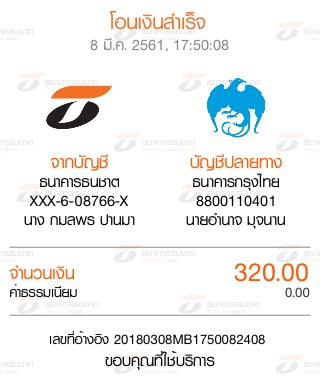 โอนเงินสำเร็จ
8 มี.ค. 2561, 17:50:08
จากบัญชี
ธนาคารธนชาต
XXX-6-08766-X
นาง กมลพร ปานมา
บัญชีปลายทาง
ธนาคารกรุงไทย
8800110401
นายอำนาจ มุจนาน
จำนวนเงิน 320.00
ค่าธรรมเนียม 0.00
เลขที่อ้างอิง 20180308MB1750082408
ขอบคุณที่ใช้บริการ